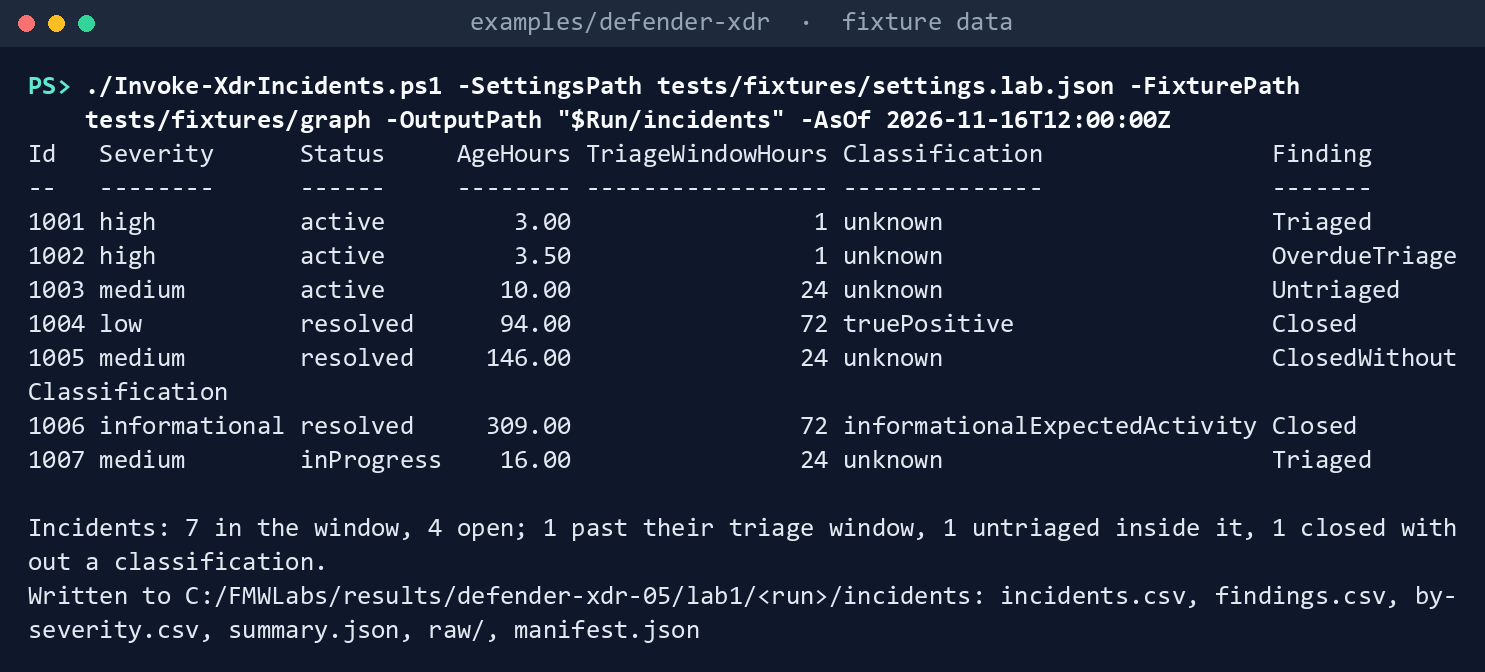 examples/defender-xdr  ·  fixture data
PS> ./Invoke-XdrIncidents.ps1 -SettingsPath tests/fixtures/settings.lab.json -FixturePath
    tests/fixtures/graph -OutputPath "$Run/incidents" -AsOf 2026-11-16T12:00:00Z
Id   Severity      Status     AgeHours TriageWindowHours Classification                Finding
--   --------      ------     -------- ----------------- --------------                -------
1001 high          active         3.00                 1 unknown                       Triaged
1002 high          active         3.50                 1 unknown                       OverdueTriage
1003 medium        active        10.00                24 unknown                       Untriaged
1004 low           resolved      94.00                72 truePositive                  Closed
1005 medium        resolved     146.00                24 unknown                       ClosedWithout
Classification
1006 informational resolved     309.00                72 informationalExpectedActivity Closed
1007 medium        inProgress    16.00                24 unknown                       Triaged
Incidents: 7 in the window, 4 open; 1 past their triage window, 1 untriaged inside it, 1 closed with
out a classification.
Written to C:/FMWLabs/results/defender-xdr-05/lab1/<run>/incidents: incidents.csv, findings.csv, by-
severity.csv, summary.json, raw/, manifest.json